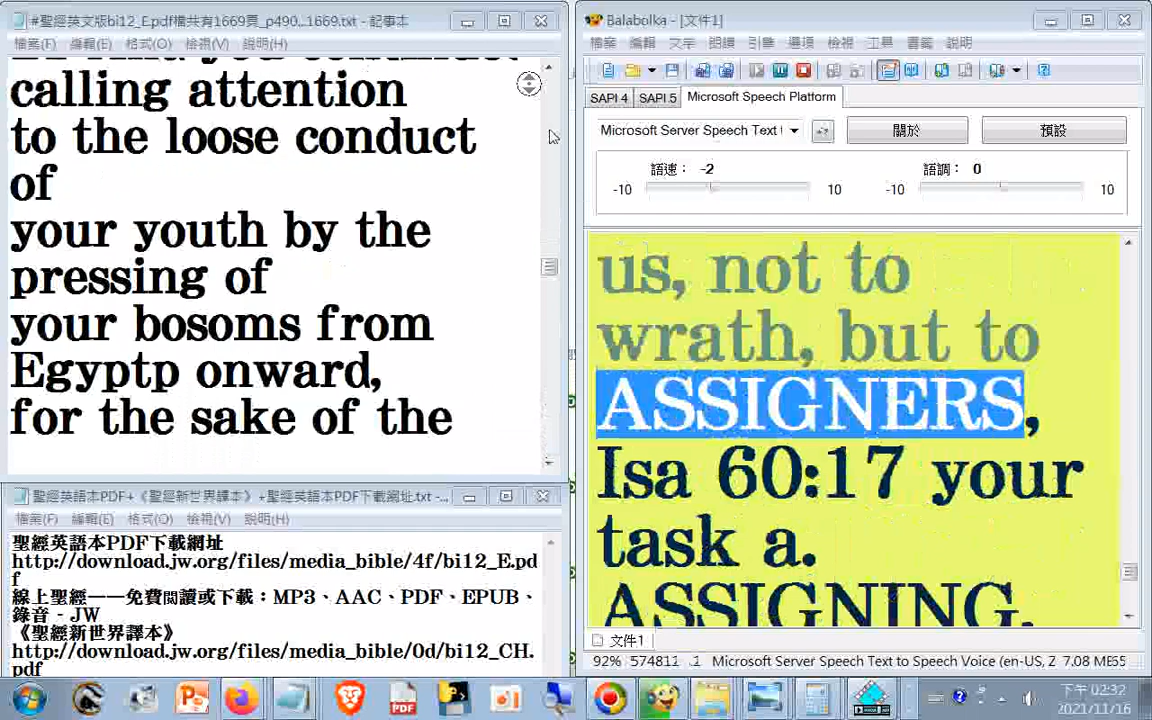 #聖經英文版bi12_E.pdf檔共有1669頁_p490...1669.txt - 記事本
檔案(F) 編輯(E) 格式(O) 檢視(V) 說明(H)
calling attention
to the loose conduct
of
your youth by the
pressing of
your bosoms from
Egyptp onward,
for the sake of the
聖經英語本PDF+《聖經新世界譯本》+聖經英語本PDF下載網址.txt -...
檔案(F) 編輯(E) 格式(O) 檢視(V) 說明(H)
聖經英語本PDF下載網址
http://download.jw.org/files/media_bible/4f/bi12_E.pd
f
線上聖經——免費閱讀或下載：MP3、AAC、PDF、EPUB、
錄音 - JW
《聖經新世界譯本》
http://download.jw.org/files/media_bible/0d/bi12_CH.
pdf
Balabolka - [文件1]
檔案 編輯 文字 朗讀 引擎 選項 檢視 工具 書籤 說明
SAPI 4 SAPI 5 Microsoft Speech Platform
Microsoft Server Speech Text t 關於 預設
語速： -2 語調： 0
-10 10 -10 10
us, not to
wrath, but to
ASSIGNERS,
Isa 60:17 your
task a.
ASSIGNING,
文件1
92% 574812 .1 Microsoft Server Speech Text to Speech Voice (en-US, Z 7.08 ME55
下午 02:32
2021/11/16